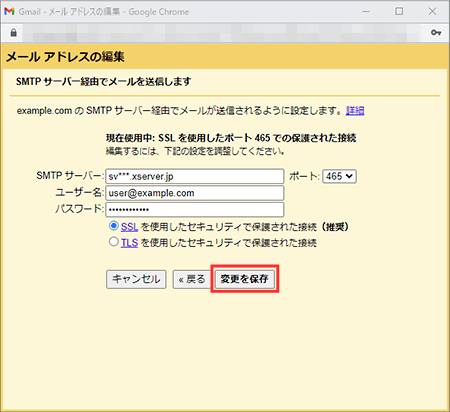 Gmail - メール アドレスの編集 - Google Chrome
メール アドレスの編集
SMTP サーバー経由でメールを送信します
example.com の SMTP サーバー経由でメールが送信されるように設定します。詳細
現在使用中: SSL を使用したポート 465 での保護された接続
編集するには、下記の設定を調整してください。
SMTP サーバー: sv***.xserver.jp ポート: 465
ユーザー名: user@example.com
パスワード: ••••••••••••
SSL を使用したセキュリティで保護された接続（推奨）
TLS を使用したセキュリティで保護された接続
キャンセル « 戻る 変更を保存